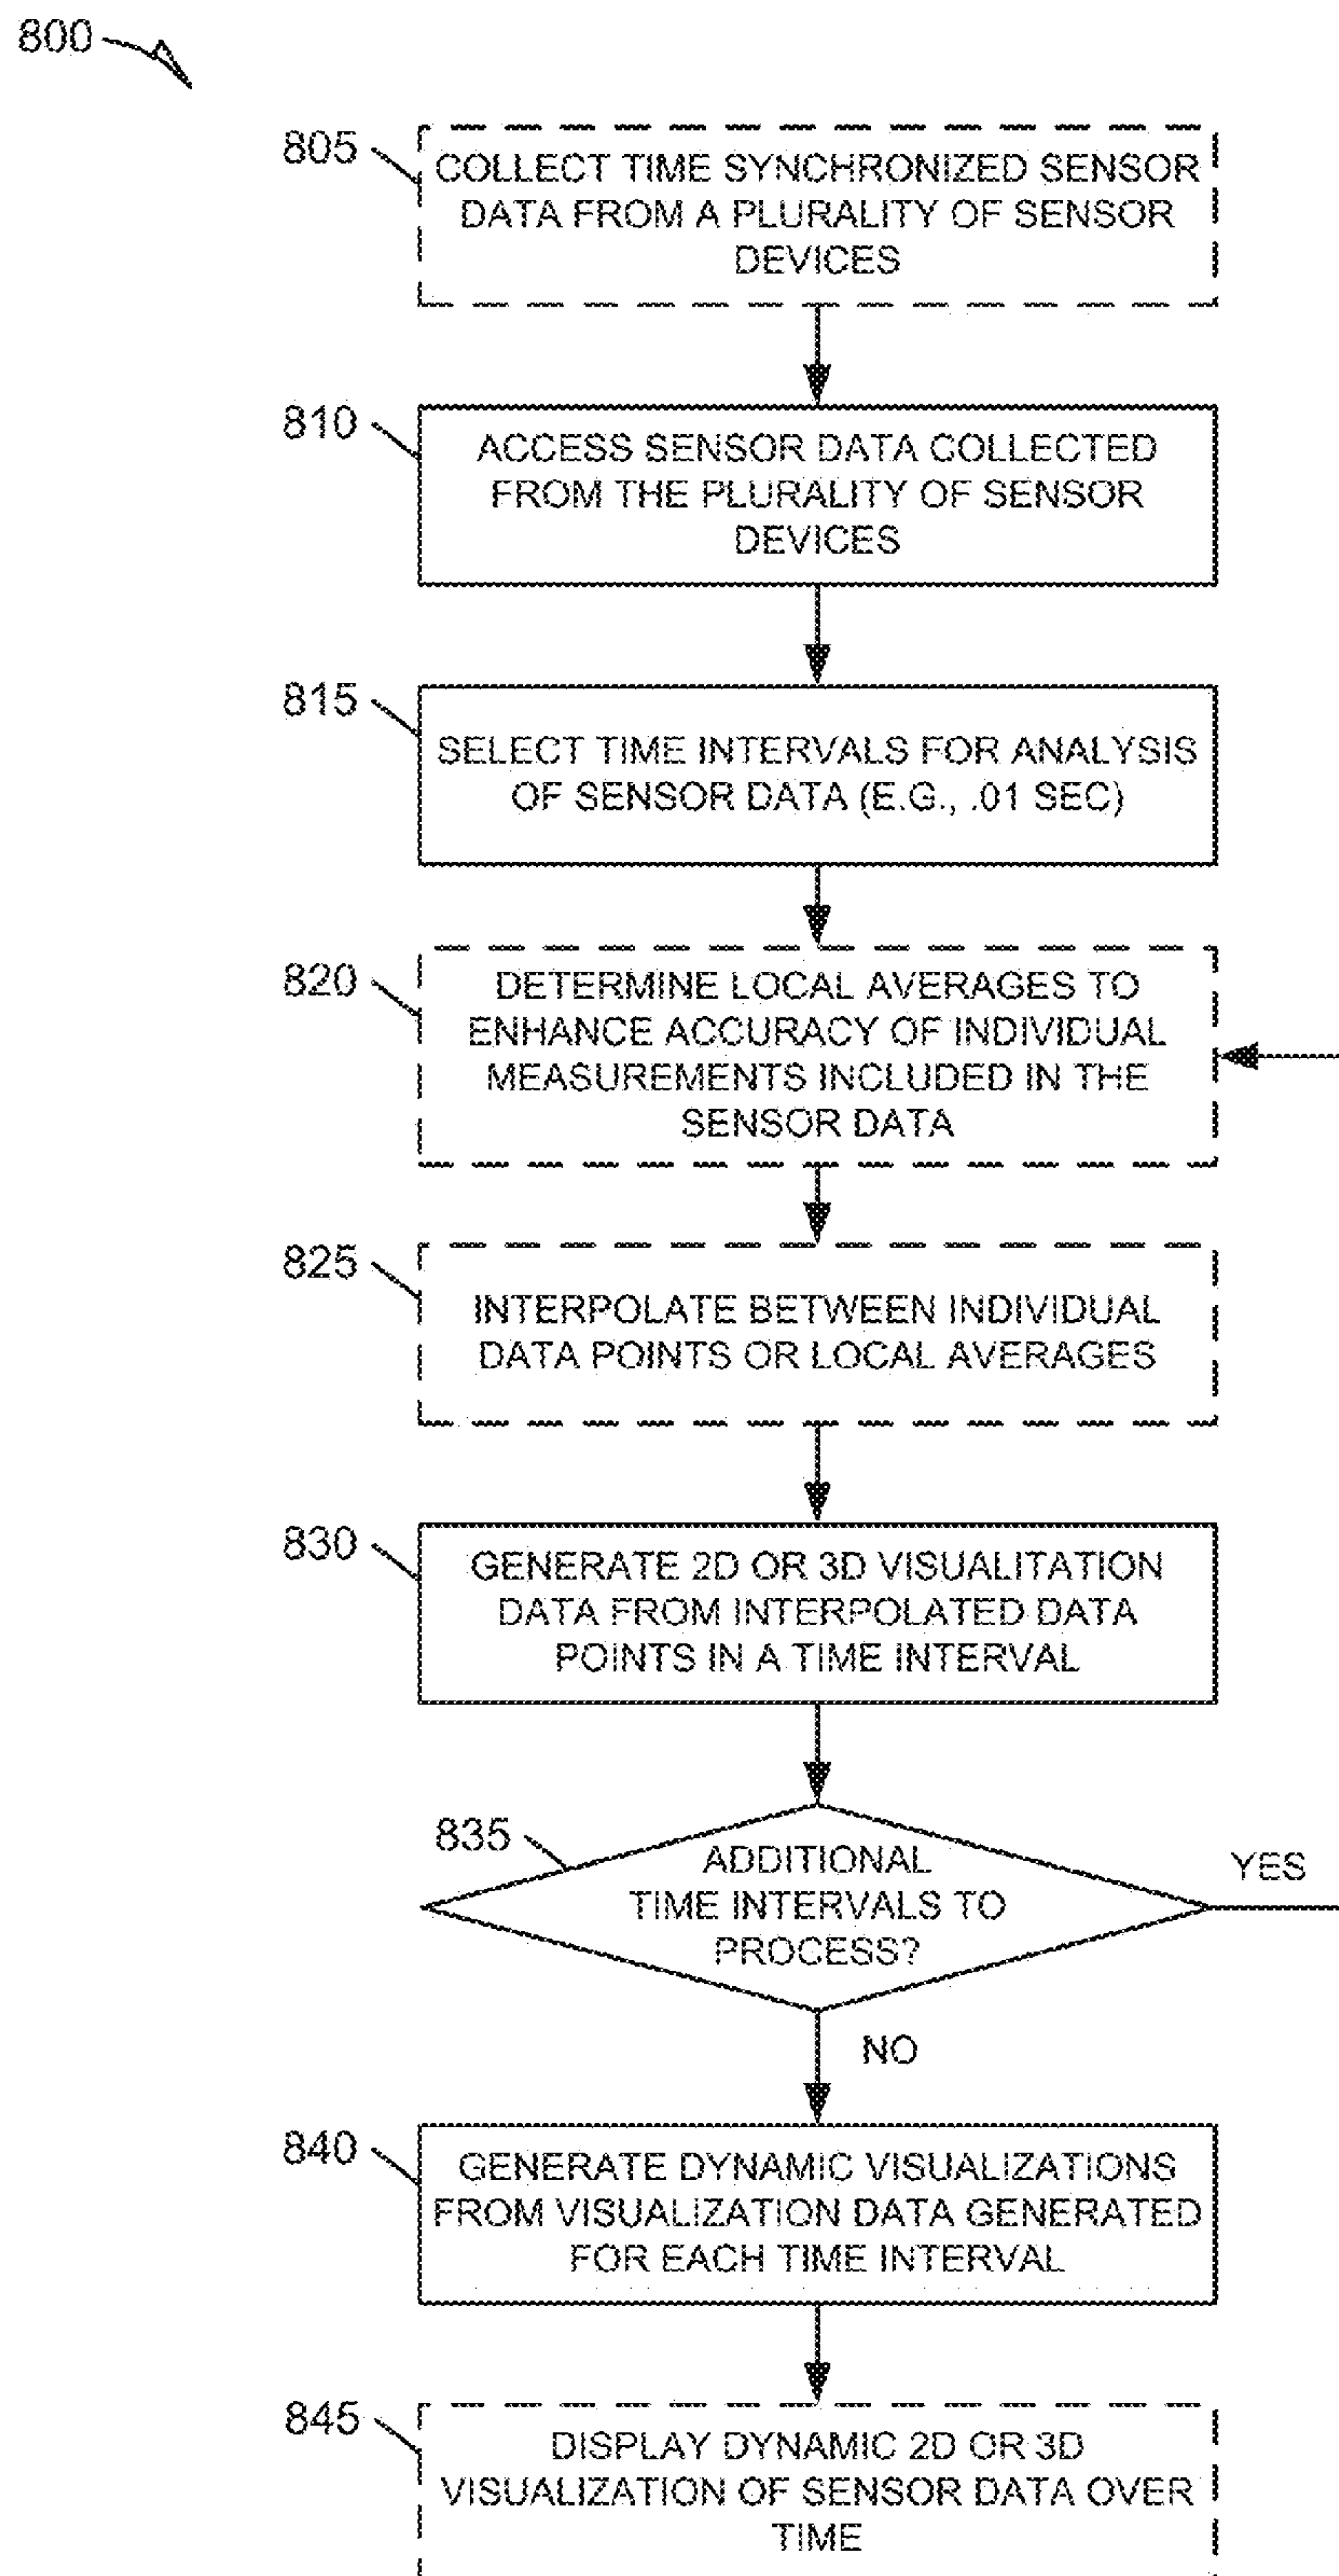 800
805
COLLECT TIME SYNCHRONIZED SENSOR
DATA FROM A PLURALITY OF SENSOR
DEVICES
810
ACCESS SENSOR DATA COLLECTED
FROM THE PLURALITY OF SENSOR
DEVICES
815
SELECT TIME INTERVALS FOR ANALYSIS
OF SENSOR DATA (E.G., .01 SEC)
820
DETERMINE LOCAL AVERAGES TO
ENHANCE ACCURACY OF INDIVIDUAL
MEASUREMENTS INCLUDED IN THE
SENSOR DATA
825
INTERPOLATE BETWEEN INDIVIDUAL
DATA POINTS OR LOCAL AVERAGES
830
GENERATE 2D OR 3D VISUALITATION
DATA FROM INTERPOLATED DATA
POINTS IN A TIME INTERVAL
835
ADDITIONAL
TIME INTERVALS TO
PROCESS?
YES
NO
840
GENERATE DYNAMIC VISUALIZATIONS
FROM VISUALIZATION DATA GENERATED
FOR EACH TIME INTERVAL
845
DISPLAY DYNAMIC 2D OR 3D
VISUALIZATION OF SENSOR DATA OVER
TIME